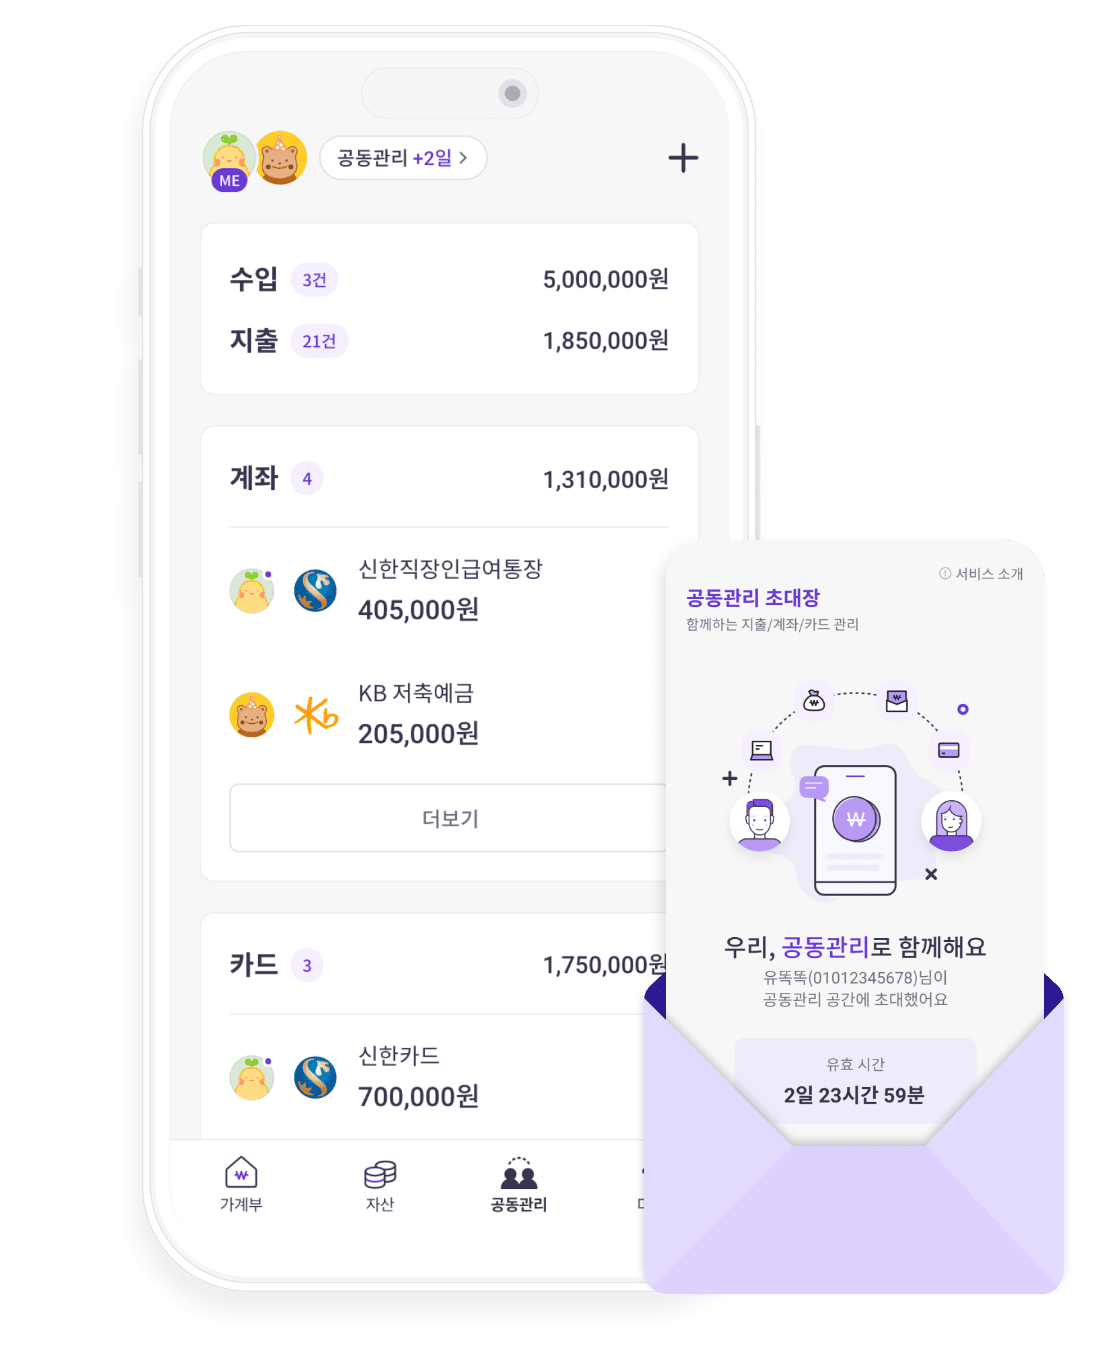 ME
공동관리 +2일
수입 3건 5,000,000원
지출 21건 1,850,000원
계좌 4 1,310,000원
신한직장인급여통장
405,000원
KB 저축예금
205,000원
더보기
카드 3 1,750,000원
신한카드
700,000원
가계부 자산 공동관리
서비스 소개
공동관리 초대장
함께하는 지출/계좌/카드 관리
우리, 공동관리로 함께해요
유똑똑(01012345678)님이
공동관리 공간에 초대했어요
유효 시간
2일 23시간 59분